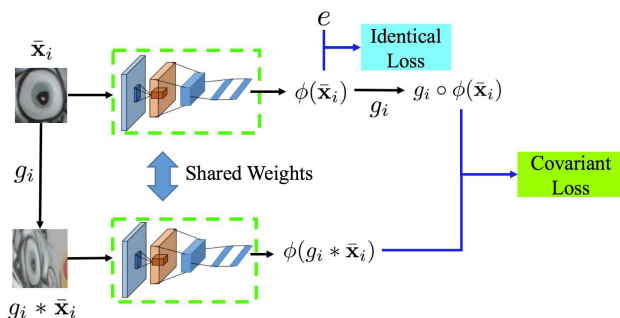 x̄ᵢ
e
Identical
Loss
ϕ(x̄ᵢ)
gᵢ
gᵢ ∘ ϕ(x̄ᵢ)
gᵢ
Shared Weights
Covariant
Loss
ϕ(gᵢ * x̄ᵢ)
gᵢ * x̄ᵢ